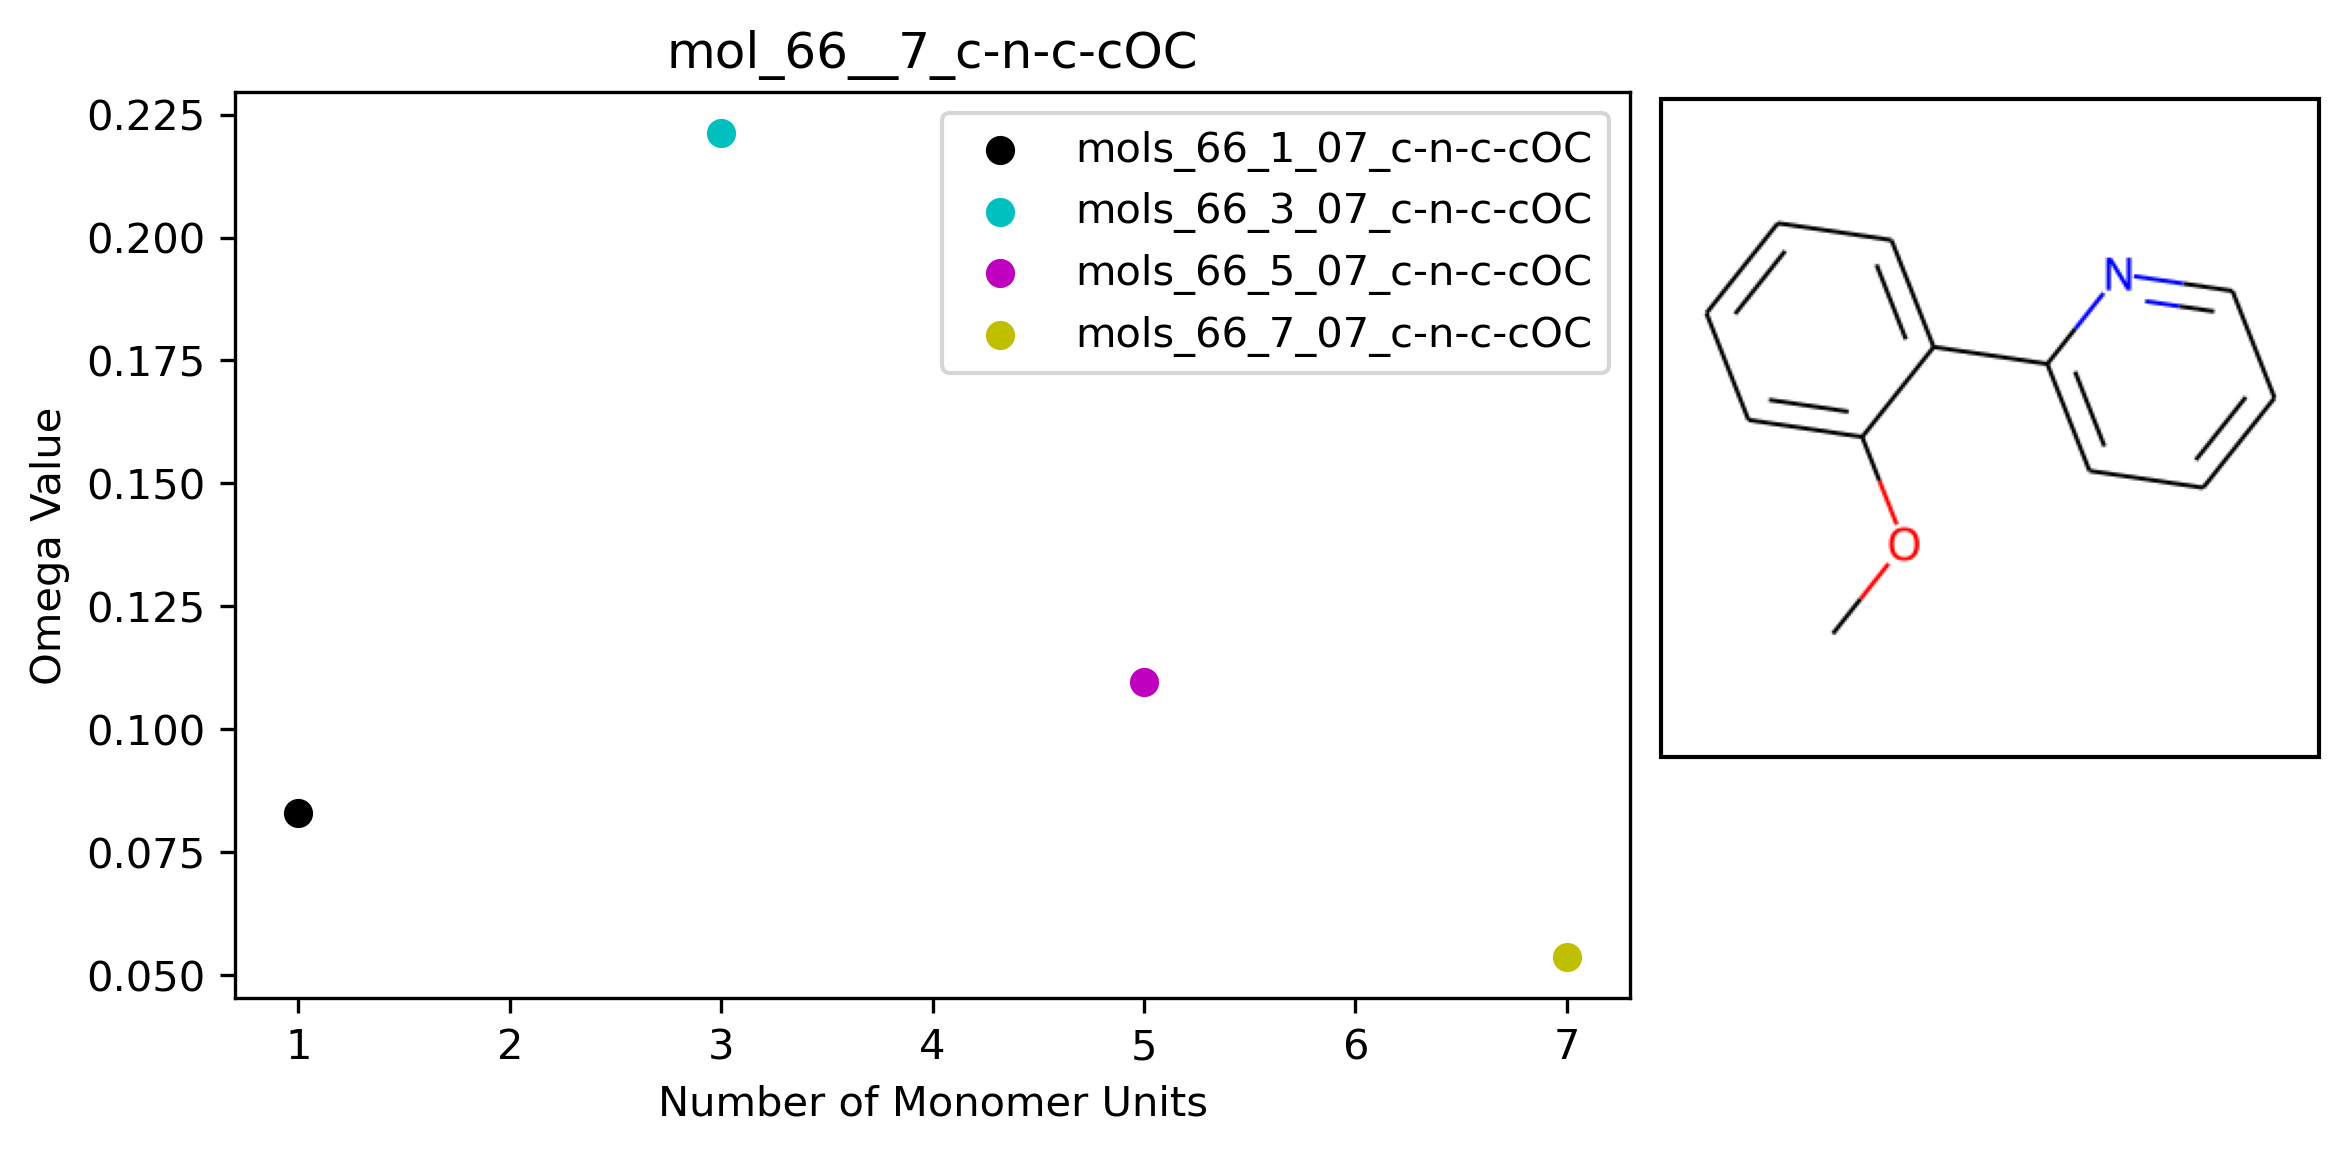 mol_66__7_c-n-c-cOC
0.225
0.200
0.175
0.150
0.125
0.100
0.075
0.050
Omega Value
mols_66_1_07_c-n-c-cOC
mols_66_3_07_c-n-c-cOC
mols_66_5_07_c-n-c-cOC
mols_66_7_07_c-n-c-cOC
1 2 3 4 5 6 7
Number of Monomer Units
N
O